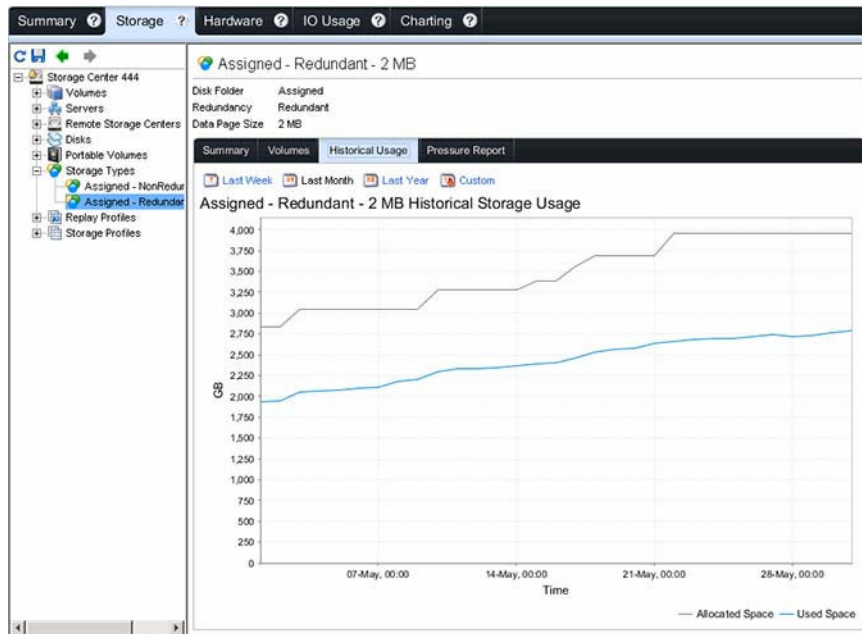 Summary ? Storage ? Hardware ? IO Usage ? Charting ?
Storage Center 444
Volumes
Servers
Remote Storage Centers
Disks
Portable Volumes
Storage Types
Assigned - NonRedur
Assigned - Redundar
Replay Profiles
Storage Profiles
Assigned - Redundant - 2 MB
Disk Folder Assigned
Redundancy Redundant
Data Page Size 2 MB
Summary Volumes Historical Usage Pressure Report
Last Week Last Month Last Year Custom
Assigned - Redundant - 2 MB Historical Storage Usage
4,000
3,750
3,500
3,250
3,000
2,750
2,500
2,250
2,000
1,750
1,500
1,250
1,000
750
500
250
0
GB
07-May, 00:00 14-May, 00:00 21-May, 00:00 28-May, 00:00
Time
Allocated Space Used Space